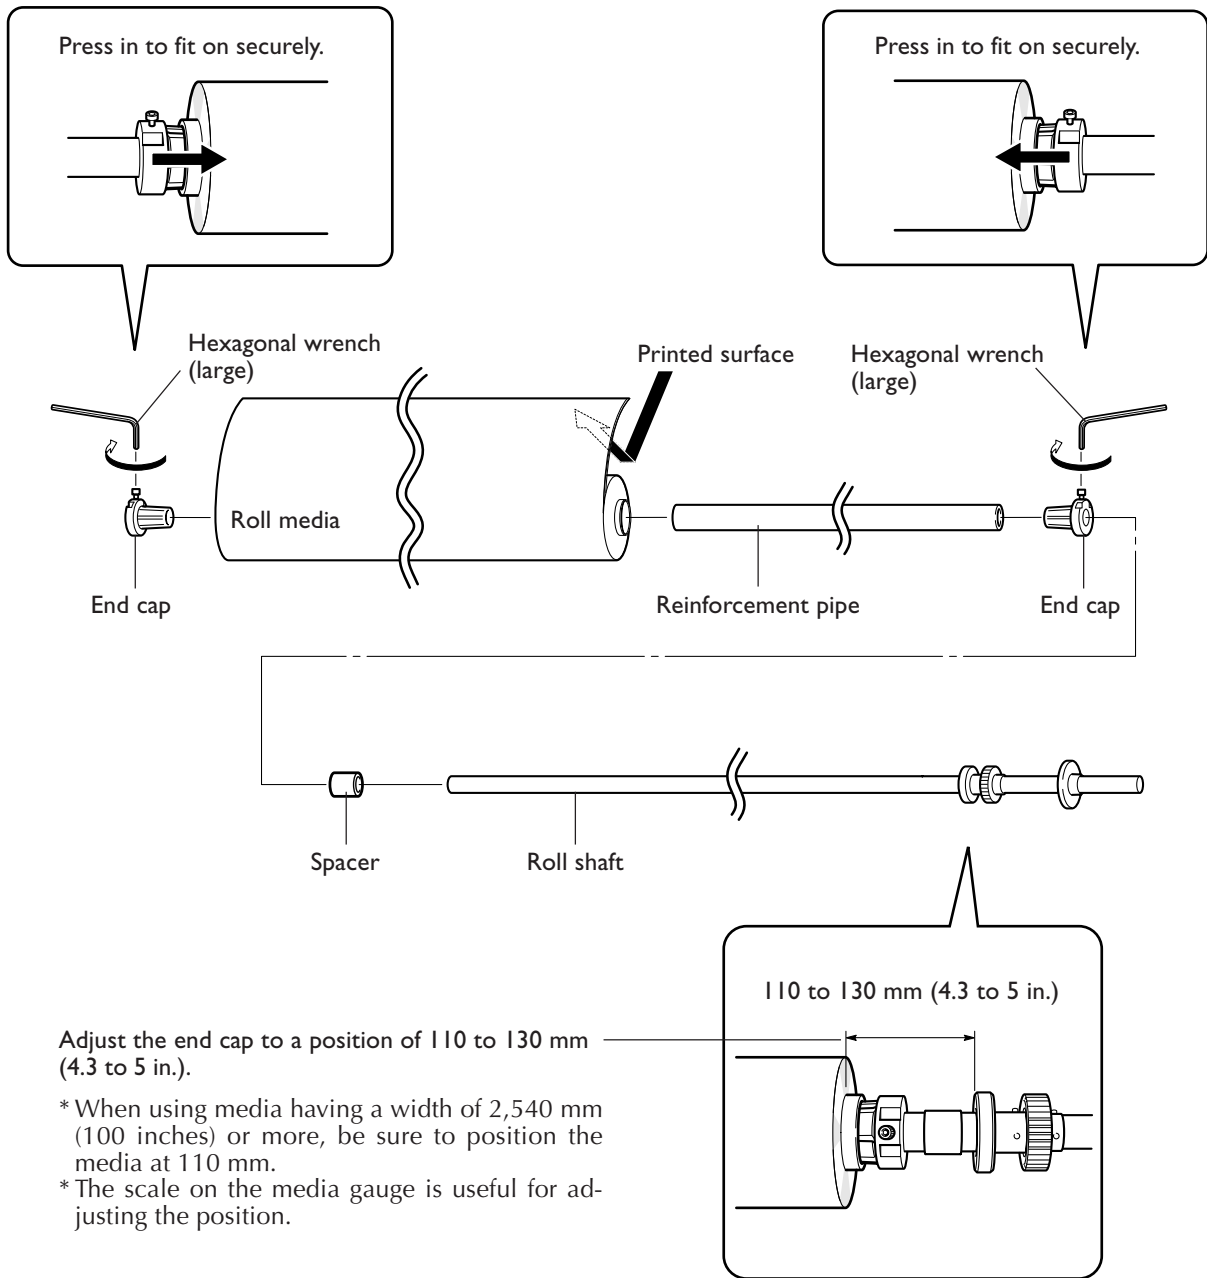 Press in to fit on securely.
Press in to fit on securely.
Hexagonal wrench
(large)
Printed surface
Hexagonal wrench
(large)
Roll media
End cap
Reinforcement pipe
End cap
Spacer
Roll shaft
110 to 130 mm (4.3 to 5 in.)
Adjust the end cap to a position of 110 to 130 mm
(4.3 to 5 in.).
* When using media having a width of 2,540 mm
(100 inches) or more, be sure to position the
media at 110 mm.
* The scale on the media gauge is useful for ad-
justing the position.